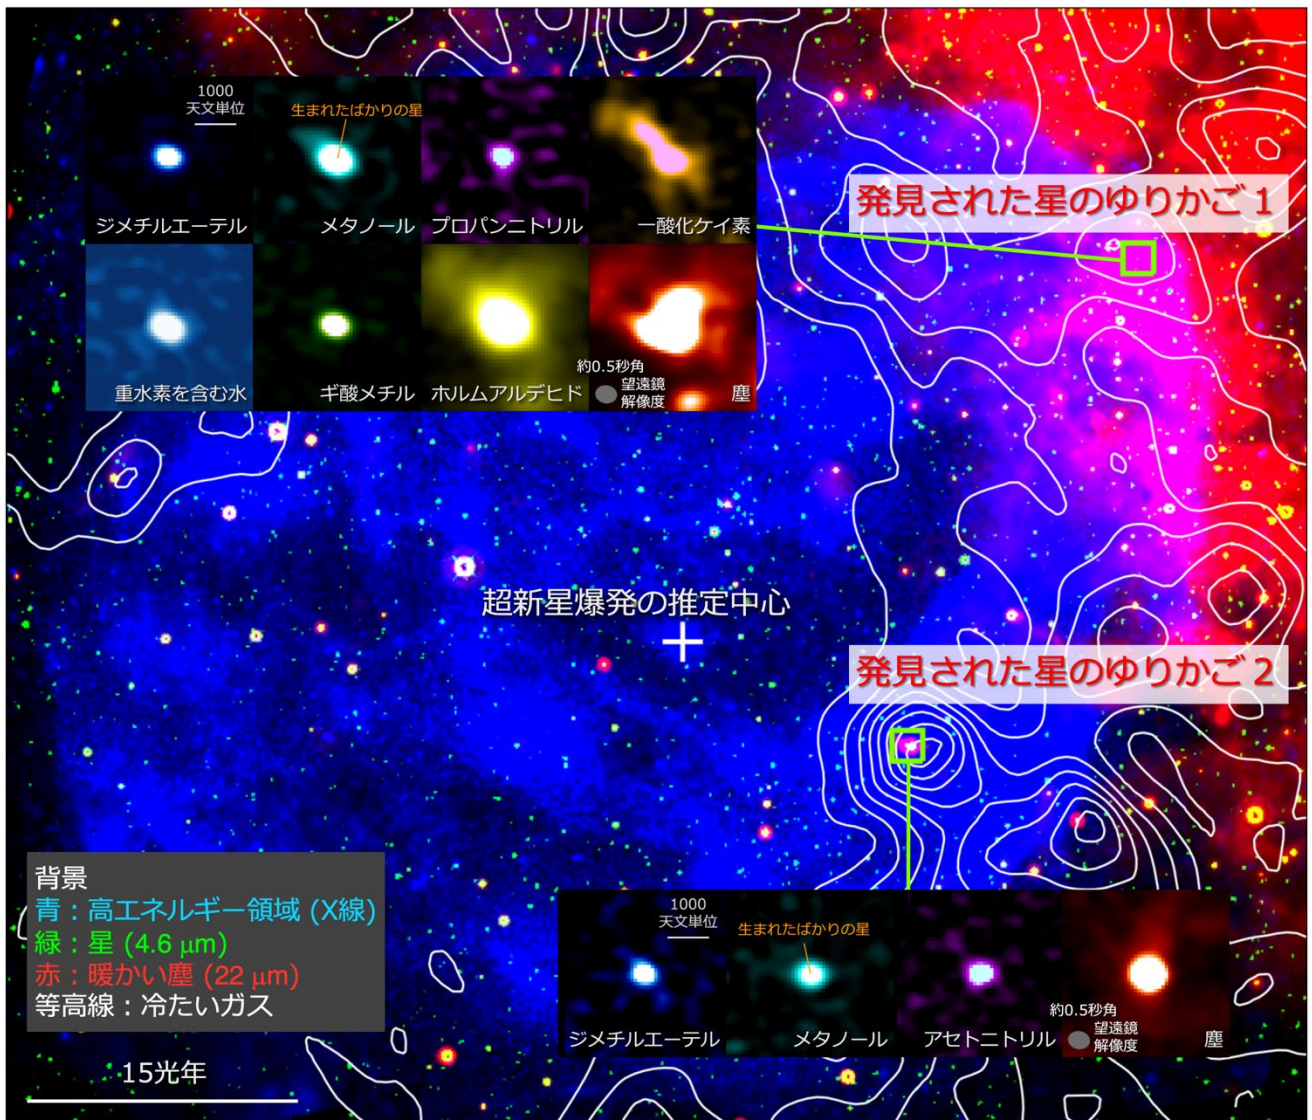 1000
天文単位
生まれたばかりの星
ジメチルエーテル
メタノール
プロパンニトリル
一酸化ケイ素
発見された星のゆりかご 1
重水素を含む水
ギ酸メチル
ホルムアルデヒド
約0.5秒角
望遠鏡
解像度
塵
超新星爆発の推定中心
発見された星のゆりかご 2
背景
青：高エネルギー領域 (X線)
緑：星 (4.6 μm)
赤：暖かい塵 (22 μm)
等高線：冷たいガス
15光年
1000
天文単位
生まれたばかりの星
ジメチルエーテル
メタノール
アセトニトリル
約0.5秒角
望遠鏡
解像度
塵